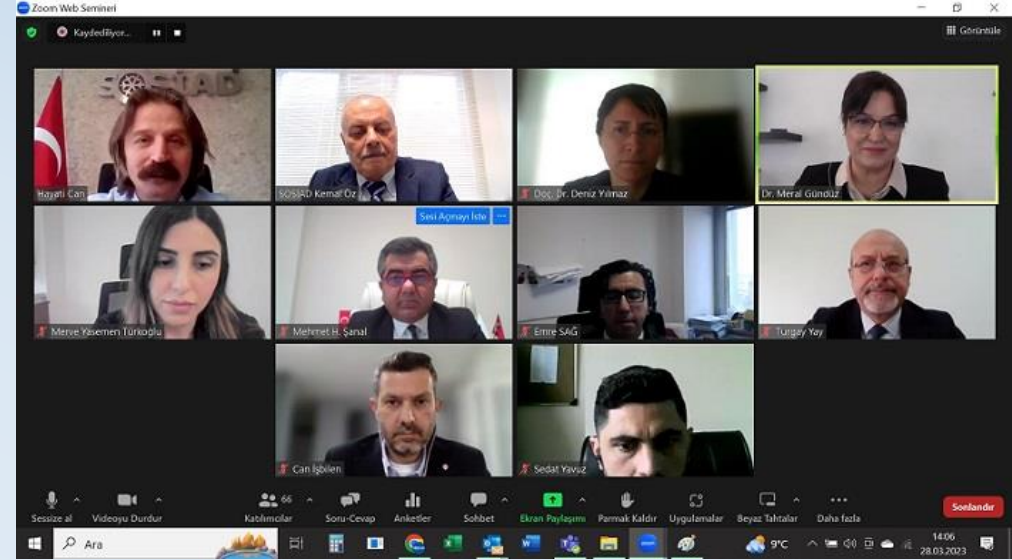 Zoom Web Semineri
Kaydediliyor...
Görüntüle
SOSİAD
Hayati Can
SOSİAD Kemal Öz
Doç. Dr. Deniz Yılmaz
Dr. Meral Gündüz
Sesi Açmayı İste
Merve Yasemen Türkoğlu
Mehmet H. Şanal
Emre SAĞ
Turgay Yay
Can İşbilen
Sedat Yavuz
66
Sessize al
Videoyu Durdur
Katılımcılar
Soru-Cevap
Anketler
Sohbet
Ekran Paylaşımı
Parmak Kaldır
Uygulamalar
Beyaz Tahtalar
Daha fazla
Sonlandır
Ara
9°C
14:06
28.03.2023